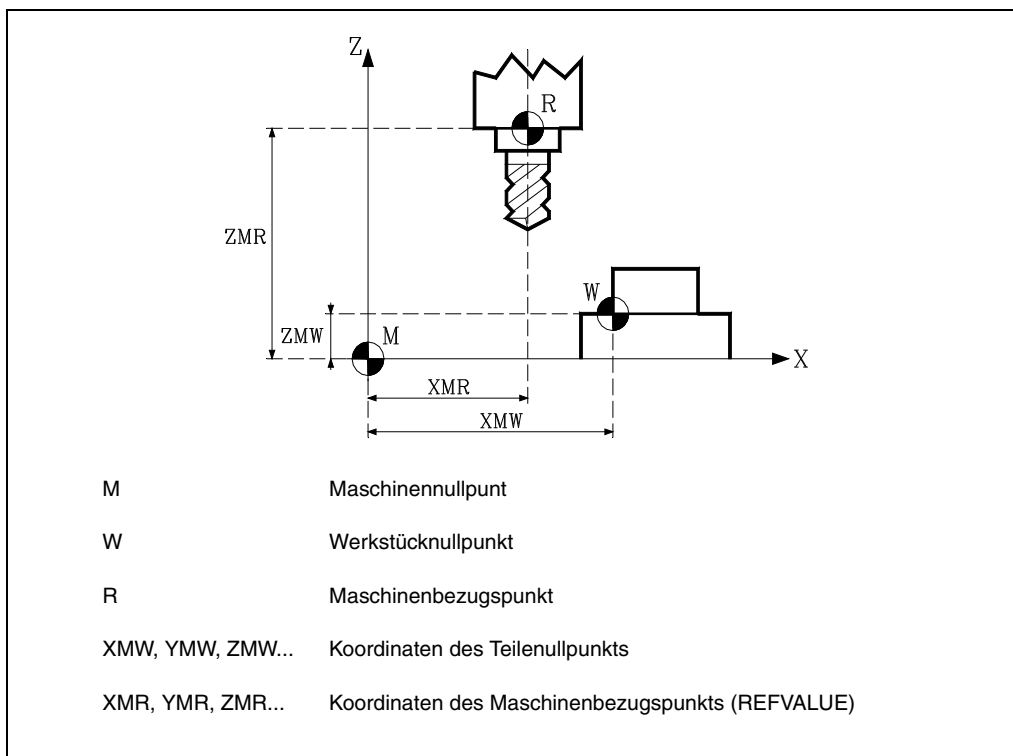 Z
R
ZMR
W
ZMW
M
X
XMR
XMW
M Maschinennullpunt
W Werkstücknullpunkt
R Maschinenbezugspunkt
XMW, YMW, ZMW... Koordinaten des Teilenullpunkts
XMR, YMR, ZMR... Koordinaten des Maschinenbezugspunkts (REFVALUE)